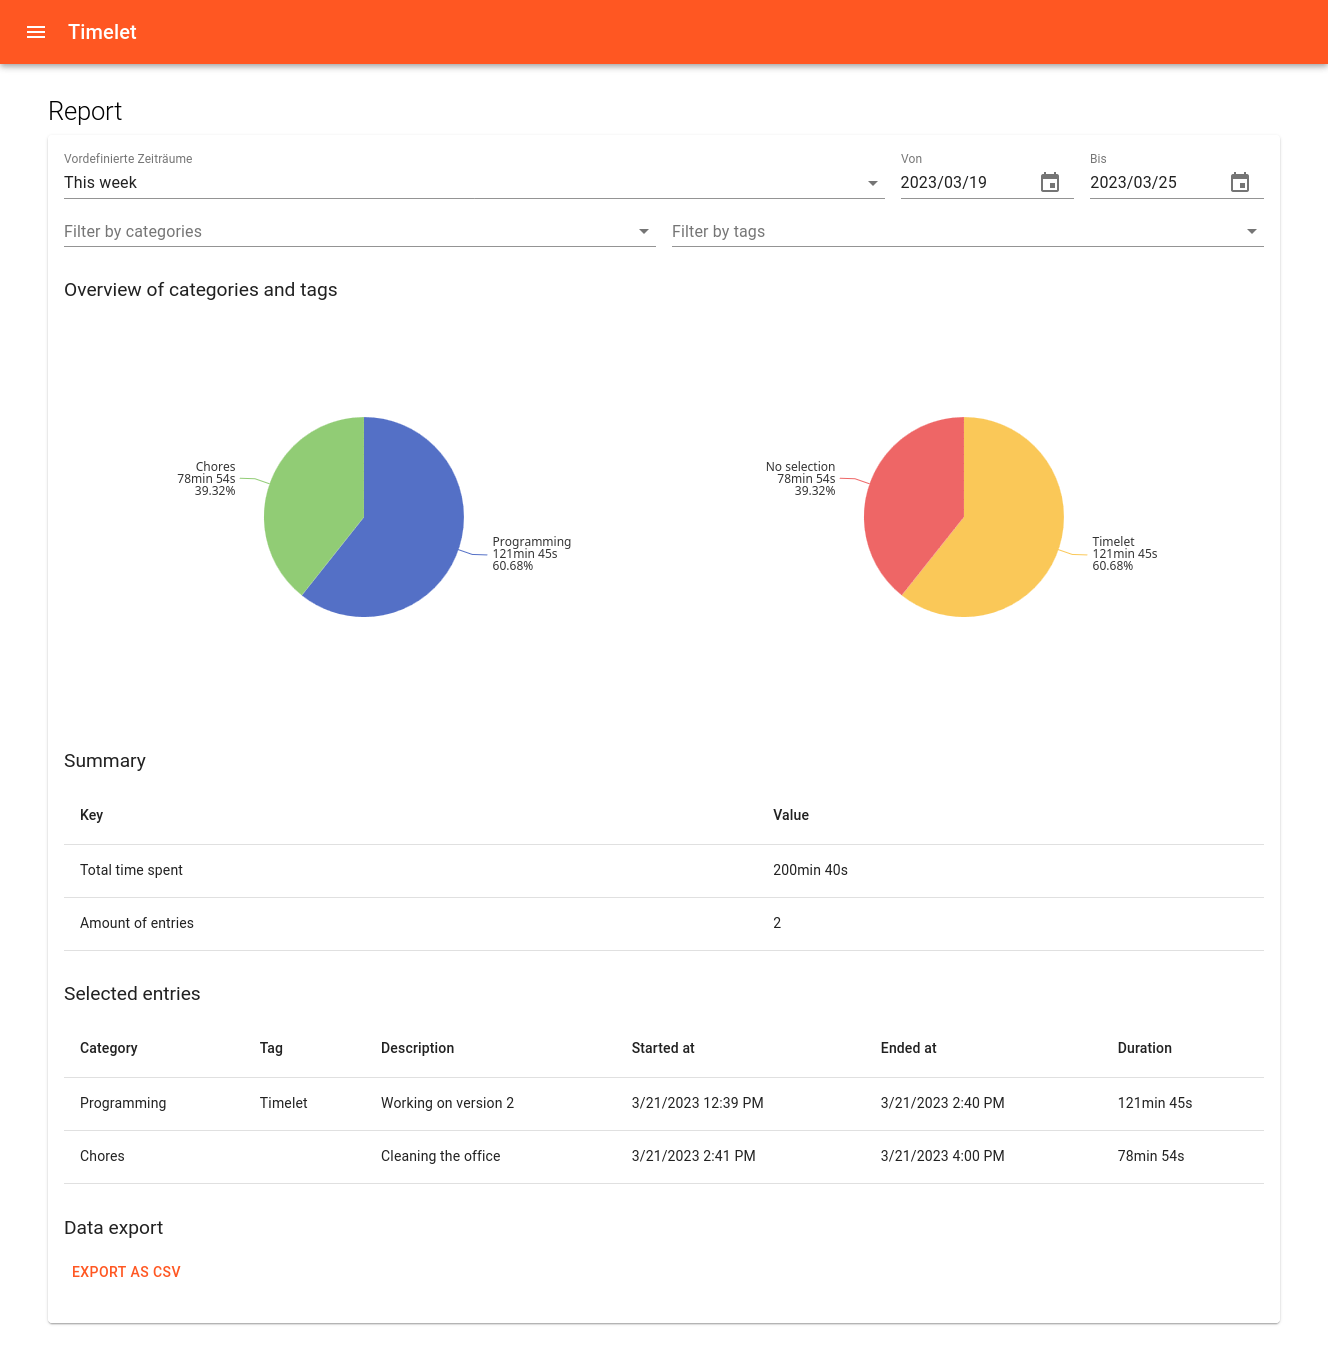 Timelet
Report
Vordefinierte Zeiträume
Von
Bis
This week
2023/03/19
2023/03/25
Filter by categories
Filter by tags
Overview of categories and tags
Chores
78min 54s
39.32%
Programming
121min 45s
60.68%
No selection
78min 54s
39.32%
Timelet
121min 45s
60.68%
Summary
Key Value
Total time spent 200min 40s
Amount of entries 2
Selected entries
Category Tag Description Started at Ended at Duration
Programming Timelet Working on version 2 3/21/2023 12:39 PM 3/21/2023 2:40 PM 121min 45s
Chores Cleaning the office 3/21/2023 2:41 PM 3/21/2023 4:00 PM 78min 54s
Data export
EXPORT AS CSV